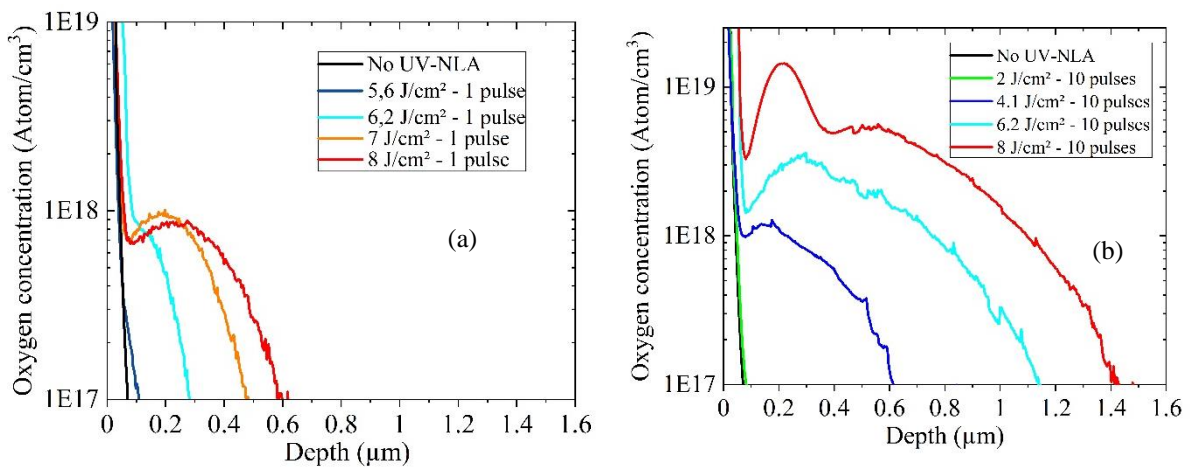 1E19
1E18
1E17
Oxygen concentration (Atom/cm³)
No UV-NLA
5,6 J/cm² - 1 pulse
6,2 J/cm² - 1 pulse
7 J/cm² - 1 pulse
8 J/cm² - 1 pulse
(a)
0 0.2 0.4 0.6 0.8 1 1.2 1.4 1.6
Depth (µm)
1E19
1E18
1E17
Oxygen concentration (Atom/cm³)
No UV-NLA
2 J/cm² - 10 pulses
4.1 J/cm² - 10 pulses
6.2 J/cm² - 10 pulses
8 J/cm² - 10 pulses
(b)
0 0.2 0.4 0.6 0.8 1 1.2 1.4 1.6
Depth (µm)